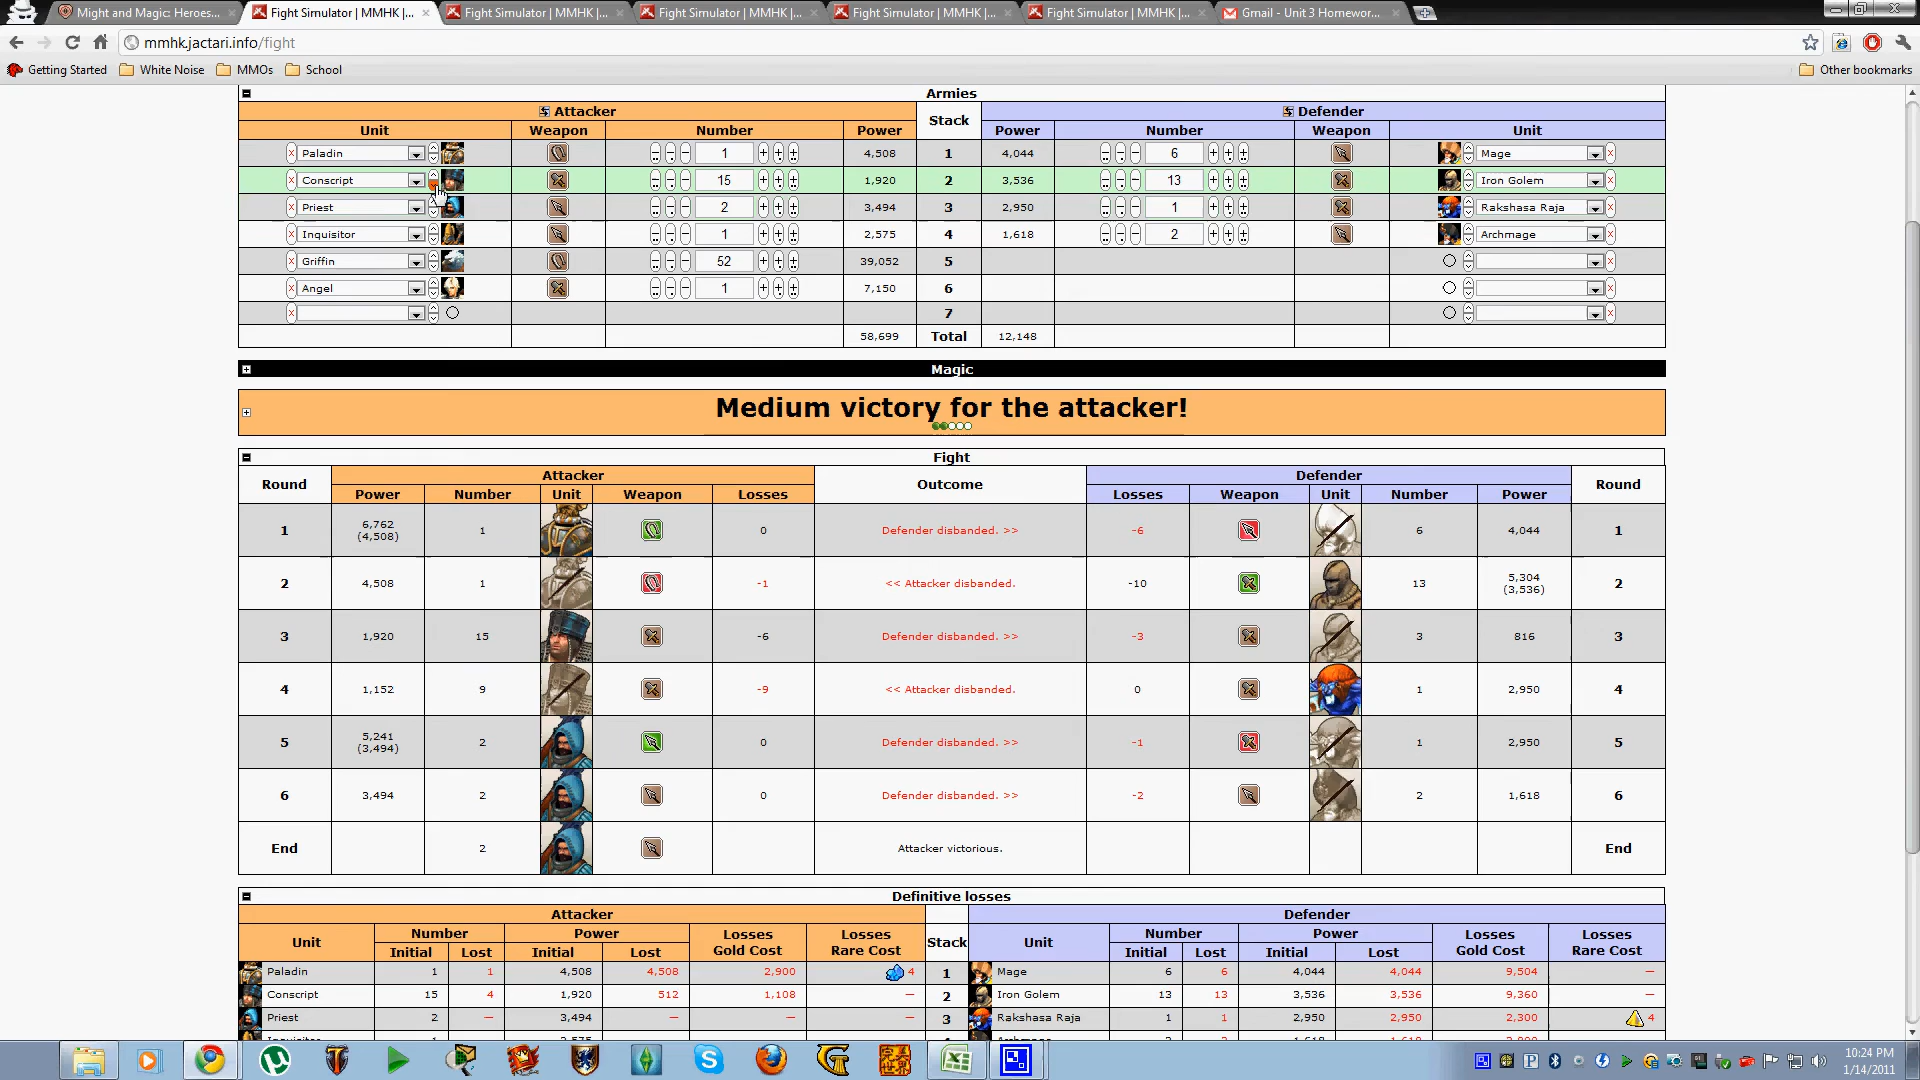 Might and Magic: Heroes...
Fight Simulator | MMHK |...
Fight Simulator | MMHK |...
Fight Simulator | MMHK |...
Fight Simulator | MMHK |...
Fight Simulator | MMHK |...
Gmail - Unit 3 Homewor...
mmhk.jactari.info/fight
Getting Started White Noise MMOs School Other bookmarks
Armies
Attacker Stack Defender
Unit Weapon Number Power Power Number Weapon Unit
Paladin 1 4,508 1 4,044 6 Mage
Conscript 15 1,920 2 3,536 13 Iron Golem
Priest 2 3,494 3 2,950 1 Rakshasa Raja
Inquisitor 1 2,575 4 1,618 2 Archmage
Griffin 52 39,052 5
Angel 1 7,150 6
7
58,699 Total 12,148
Magic
Medium victory for the attacker!
Fight
Round Attacker Outcome Defender Round
Power Number Unit Weapon Losses Losses Weapon Unit Number Power
1 6,762 (4,508) 1 0 Defender disbanded. >> -6 6 4,044 1
2 4,508 1 -1 << Attacker disbanded. -10 13 5,304 (3,536) 2
3 1,920 15 -6 Defender disbanded. >> -3 3 816 3
4 1,152 9 -9 << Attacker disbanded. 0 1 2,950 4
5 5,241 (3,494) 2 0 Defender disbanded. >> -1 1 2,950 5
6 3,494 2 0 Defender disbanded. >> -2 2 1,618 6
End 2 Attacker victorious. End
Definitive losses
Attacker Defender
Unit Number Power Losses Gold Cost Losses Rare Cost Stack Unit Number Power Losses Gold Cost Losses Rare Cost
Initial Lost Initial Lost Initial Lost Initial Lost
Paladin 1 1 4,508 4,508 2,900 4 1 Mage 6 6 4,044 4,044 9,504 —
Conscript 15 4 1,920 512 1,108 — 2 Iron Golem 13 13 3,536 3,536 9,360 —
Priest 2 — 3,494 — — — 3 Rakshasa Raja 1 1 2,950 2,950 2,300 4
10:24 PM
1/14/2011